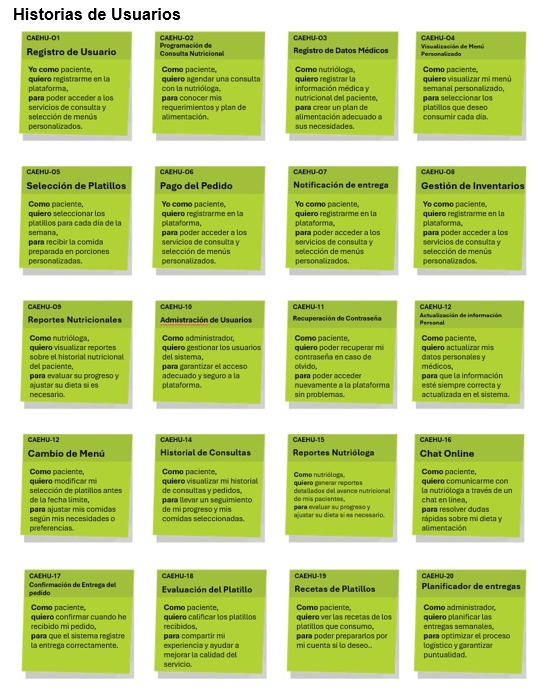 Historias de Usuarios
CAEHU-O1
Registro de Usuario
Yo como paciente,
quiero registrarme en la
plataforma,
para poder acceder a los
servicios de consulta y
selección de menús
personalizados.
CAEHU-O2
Programación de
Consulta Nutricional
Como paciente,
quiero agendar una consulta
con la nutrióloga,
para conocer mis
requerimientos y plan de
alimentación.
CAEHU-O3
Registro de Datos Médicos
Como nutrióloga,
quiero registrar la
información médica y
nutricional del paciente,
para crear un plan de
alimentación adecuado a
sus necesidades.
CAEHU-O4
Visualización de Menú
Personalizado
Como paciente,
quiero visualizar mi menú
semanal personalizado,
para seleccionar los
platillos que deseo
consumir cada día.
CAEHU-O5
Selección de Platillos
Como paciente,
quiero seleccionar los
platillos para cada día de la
semana,
para recibir la comida
preparada en porciones
personalizadas.
CAEHU-O6
Pago del Pedido
Yo como paciente,
quiero registrarme en la
plataforma,
para poder acceder a los
servicios de consulta y
selección de menús
personalizados.
CAEHU-O7
Notificación de entrega
Yo como paciente,
quiero registrarme en la
plataforma,
para poder acceder a los
servicios de consulta y
selección de menús
personalizados.
CAEHU-O8
Gestión de Inventarios
Yo como paciente,
quiero registrarme en la
plataforma,
para poder acceder a los
servicios de consulta y
selección de menús
personalizados.
CAEHU-O9
Reportes Nutricionales
Como nutrióloga,
quiero visualizar reportes
sobre el historial nutricional
del paciente,
para evaluar su progreso y
ajustar su dieta si es
necesario.
CAEHU-10
Admistración de Usuarios
Como administrador,
quiero gestionar los usuarios
del sistema,
para garantizar el acceso
adecuado y seguro a la
plataforma.
CAEHU-11
Recuperación de Contraseña
Como paciente,
quiero poder recuperar mi
contraseña en caso de
olvido,
para poder acceder
nuevamente a la plataforma
sin problemas.
CAEHU-12
Actualización de información
Personal
Como paciente,
quiero actualizar mis
datos personales y
médicos,
para que la información
esté siempre correcta y
actualizada en el sistema.
CAEHU-12
Cambio de Menú
Como paciente,
quiero modificar mi
selección de platillos antes
de la fecha límite,
para ajustar mis comidas
según mis necesidades o
preferencias.
CAEHU-14
Historial de Consultas
Como paciente,
quiero visualizar mi historial
de consultas y pedidos,
para llevar un seguimiento
de mi progreso y mis
comidas seleccionadas.
CAEHU-15
Reportes Nutrióloga
Como nutrióloga,
quiero generar reportes
detallados del avance nutricional
de mis pacientes,
para evaluar su progreso y
ajustar su dieta si es necesario.
CAEHU-16
Chat Online
Como paciente,
quiero comunicarme con
la nutrióloga a través de un
chat en línea,
para resolver dudas
rápidas sobre mi dieta y
alimentación
CAEHU-17
Confirmación de Entrega del
pedido
Como paciente,
quiero confirmar cuando he
recibido mi pedido,
para que el sistema registre
la entrega correctamente.
CAEHU-18
Evaluación del Platillo
Como paciente,
quiero calificar los platillos
recibidos,
para compartir mi
experiencia y ayudar a
mejorar la calidad del
servicio.
CAEHU-19
Recetas de Platillos
Como paciente,
quiero ver las recetas de los
platillos que consumo,
para poder prepararlos por
mi cuenta si lo deseo..
CAEHU-20
Planificador de entregas
Como administrador,
quiero planificar las
entregas semanales,
para optimizar el proceso
logístico y garantizar
puntualidad.